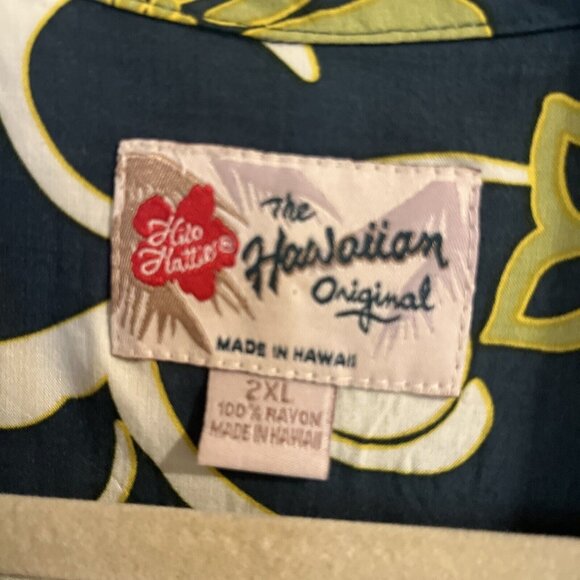 Hilo
Hattie's ®
The
Hawaiian
Original
MADE IN HAWAII
2XL
100% RAYON
MADE IN HAWAII